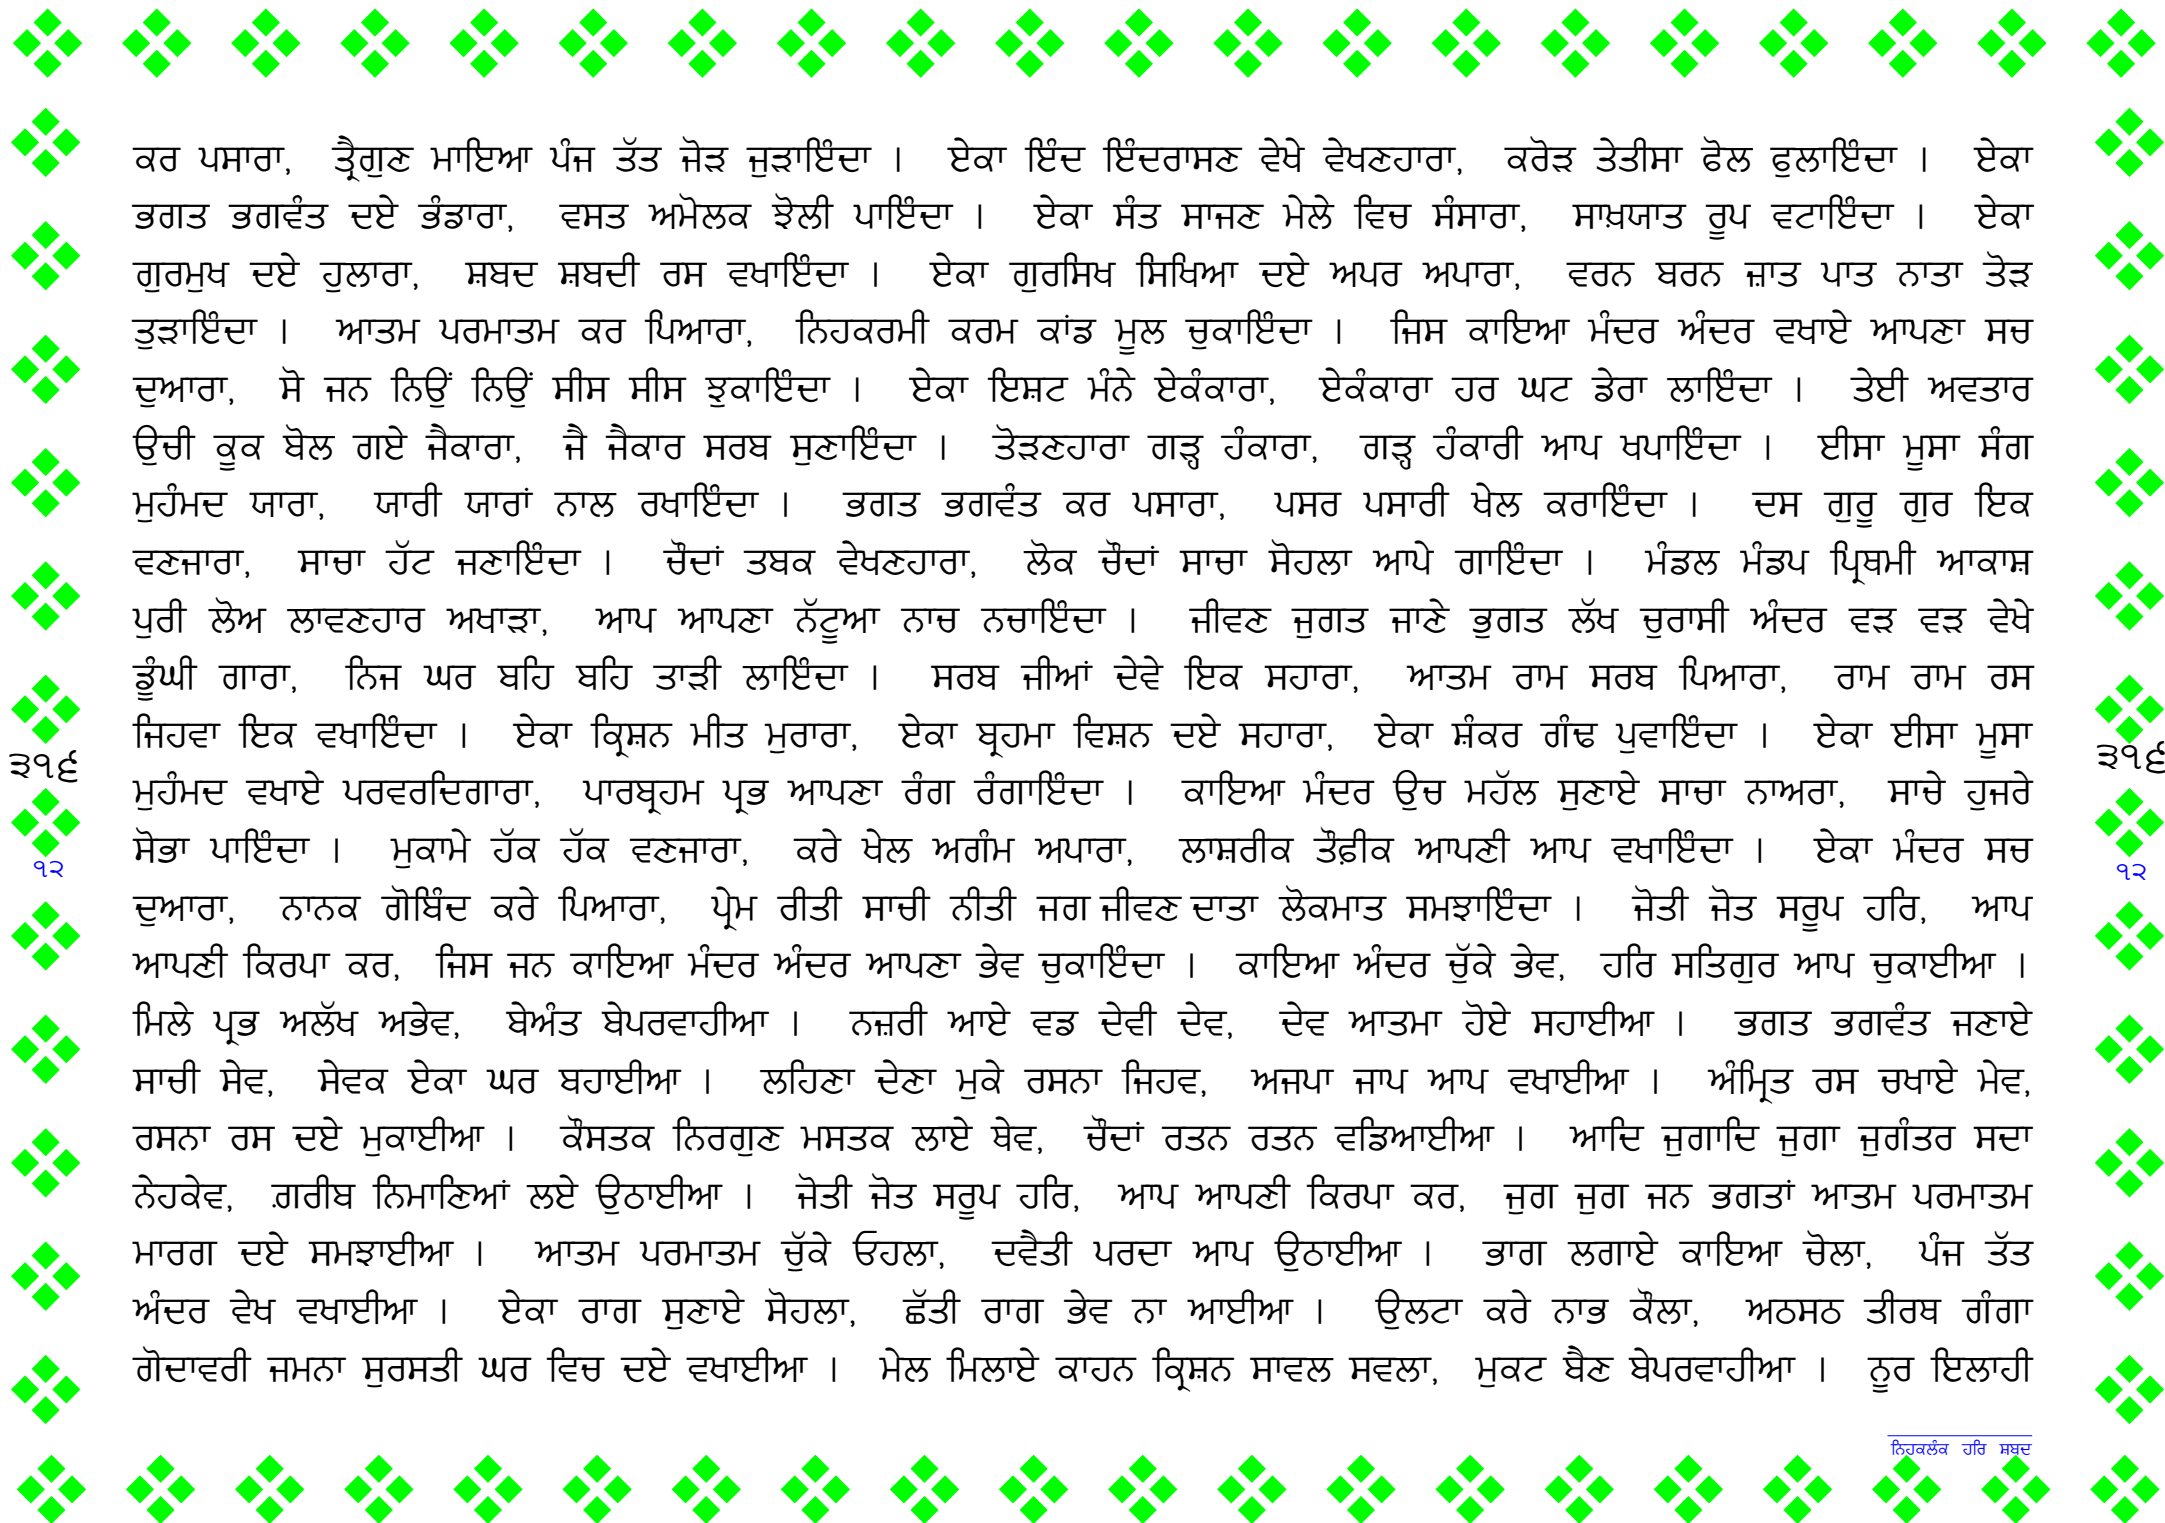 ਕਰ ਪਸਾਰਾ, ਤ੍ਰੈਗੁਣ ਮਾਇਆ ਪੰਜ ਤੱਤ ਜੋੜ ਜੁੜਾਇੰਦਾ । ਏਕਾ ਇੰਦ ਇੰਦਰਾਸਣ ਵੇਖੇ ਵੇਖਣਹਾਰਾ, ਕਰੋੜ ਤੇਤੀਸਾ ਫੋਲ ਫੁਲਾਇੰਦਾ । ਏਕਾ
ਭਗਤ ਭਗਵੰਤ ਦਏ ਭੰਡਾਰਾ, ਵਸਤ ਅਮੋਲਕ ਝੋਲੀ ਪਾਇੰਦਾ । ਏਕਾ ਸੰਤ ਸਾਜਣ ਮੇਲੇ ਵਿਚ ਸੰਸਾਰਾ, ਸਾਖ਼ਯਾਤ ਰੂਪ ਵਟਾਇੰਦਾ । ਏਕਾ
ਗੁਰਮੁਖ ਦਏ ਹੁਲਾਰਾ, ਸ਼ਬਦ ਸ਼ਬਦੀ ਰਸ ਵਖਾਇੰਦਾ । ਏਕਾ ਗੁਰਸਿਖ ਸਿਖਿਆ ਦਏ ਅਪਰ ਅਪਾਰਾ, ਵਰਨ ਬਰਨ ਜ਼ਾਤ ਪਾਤ ਨਾਤਾ ਤੋੜ
ਤੁੜਾਇੰਦਾ । ਆਤਮ ਪਰਮਾਤਮ ਕਰ ਪਿਆਰਾ, ਨਿਹਕਰਮੀ ਕਰਮ ਕਾਂਡ ਮੂਲ ਚੁਕਾਇੰਦਾ । ਜਿਸ ਕਾਇਆ ਮੰਦਰ ਅੰਦਰ ਵਖਾਏ ਆਪਣਾ ਸਚ
ਦੁਆਰਾ, ਸੋ ਜਨ ਨਿਉਂ ਨਿਉਂ ਸੀਸ ਸੀਸ ਝੁਕਾਇੰਦਾ । ਏਕਾ ਇਸ਼ਟ ਮੰਨੇ ਏਕੰਕਾਰਾ, ਏਕੰਕਾਰਾ ਹਰ ਘਟ ਡੇਰਾ ਲਾਇੰਦਾ । ਤੇਈ ਅਵਤਾਰ
ਉਚੀ ਕੂਕ ਬੋਲ ਗਏ ਜੈਕਾਰਾ, ਜੈ ਜੈਕਾਰ ਸਰਬ ਸੁਣਾਇੰਦਾ । ਤੋੜਣਹਾਰਾ ਗੜ੍ਹ ਹੰਕਾਰਾ, ਗੜ੍ਹ ਹੰਕਾਰੀ ਆਪ ਖਪਾਇੰਦਾ । ਈਸਾ ਮੂਸਾ ਸੰਗ
ਮੁਹੰਮਦ ਯਾਰਾ, ਯਾਰੀ ਯਾਰਾਂ ਨਾਲ ਰਖਾਇੰਦਾ । ਭਗਤ ਭਗਵੰਤ ਕਰ ਪਸਾਰਾ, ਪਸਰ ਪਸਾਰੀ ਖੇਲ ਕਰਾਇੰਦਾ । ਦਸ ਗੁਰੂ ਗੁਰ ਇਕ
ਵਣਜਾਰਾ, ਸਾਚਾ ਹੱਟ ਜਣਾਇੰਦਾ । ਚੌਦਾਂ ਤਬਕ ਵੇਖਣਹਾਰਾ, ਲੋਕ ਚੌਦਾਂ ਸਾਚਾ ਸੋਹਲਾ ਆਪੇ ਗਾਇੰਦਾ । ਮੰਡਲ ਮੰਡਪ ਪ੍ਰਿਥਮੀ ਆਕਾਸ਼
ਪੁਰੀ ਲੋਅ ਲਾਵਣਹਾਰ ਅਖਾੜਾ, ਆਪ ਆਪਣਾ ਨੱਟੂਆ ਨਾਚ ਨਚਾਇੰਦਾ । ਜੀਵਣ ਜੁਗਤ ਜਾਣੇ ਭੁਗਤ ਲੱਖ ਚੁਰਾਸੀ ਅੰਦਰ ਵੜ ਵੜ ਵੇਖੇ
ਡੂੰਘੀ ਗਾਰਾ, ਨਿਜ ਘਰ ਬਹਿ ਬਹਿ ਤਾੜੀ ਲਾਇੰਦਾ । ਸਰਬ ਜੀਆਂ ਦੇਵੇ ਇਕ ਸਹਾਰਾ, ਆਤਮ ਰਾਮ ਸਰਬ ਪਿਆਰਾ, ਰਾਮ ਰਾਮ ਰਸ
ਜਿਹਵਾ ਇਕ ਵਖਾਇੰਦਾ । ਏਕਾ ਕ੍ਰਿਸ਼ਨ ਮੀਤ ਮੁਰਾਰਾ, ਏਕਾ ਬ੍ਰਹਮਾ ਵਿਸ਼ਨ ਦਏ ਸਹਾਰਾ, ਏਕਾ ਸ਼ੰਕਰ ਗੰਢ ਪੁਵਾਇੰਦਾ । ਏਕਾ ਈਸਾ ਮੂਸਾ
ਮੁਹੰਮਦ ਵਖਾਏ ਪਰਵਰਦਿਗਾਰਾ, ਪਾਰਬ੍ਰਹਮ ਪ੍ਰਭ ਆਪਣਾ ਰੰਗ ਰੰਗਾਇੰਦਾ । ਕਾਇਆ ਮੰਦਰ ਉਚ ਮਹੱਲ ਸੁਣਾਏ ਸਾਚਾ ਨਾਅਰਾ, ਸਾਚੇ ਹੁਜਰੇ
ਸੋਭਾ ਪਾਇੰਦਾ । ਮੁਕਾਮੇ ਹੱਕ ਹੱਕ ਵਣਜਾਰਾ, ਕਰੇ ਖੇਲ ਅਗੰਮ ਅਪਾਰਾ, ਲਾਸ਼ਰੀਕ ਤੌਫ਼ੀਕ ਆਪਣੀ ਆਪ ਵਖਾਇੰਦਾ । ਏਕਾ ਮੰਦਰ ਸਚ
ਦੁਆਰਾ, ਨਾਨਕ ਗੋਬਿੰਦ ਕਰੇ ਪਿਆਰਾ, ਪ੍ਰੇਮ ਰੀਤੀ ਸਾਚੀ ਨੀਤੀ ਜਗ ਜੀਵਣ ਦਾਤਾ ਲੋਕਮਾਤ ਸਮਝਾਇੰਦਾ । ਜੋਤੀ ਜੋਤ ਸਰੂਪ ਹਰਿ, ਆਪ
ਆਪਣੀ ਕਿਰਪਾ ਕਰ, ਜਿਸ ਜਨ ਕਾਇਆ ਮੰਦਰ ਅੰਦਰ ਆਪਣਾ ਭੇਵ ਚੁਕਾਇੰਦਾ । ਕਾਇਆ ਅੰਦਰ ਚੁੱਕੇ ਭੇਵ, ਹਰਿ ਸਤਿਗੁਰ ਆਪ ਚੁਕਾਈਆ ।
ਮਿਲੇ ਪ੍ਰਭ ਅਲੱਖ ਅਭੇਵ, ਬੇਅੰਤ ਬੇਪਰਵਾਹੀਆ । ਨਜ਼ਰੀ ਆਏ ਵਡ ਦੇਵੀ ਦੇਵ, ਦੇਵ ਆਤਮਾ ਹੋਏ ਸਹਾਈਆ । ਭਗਤ ਭਗਵੰਤ ਜਣਾਏ
ਸਾਚੀ ਸੇਵ, ਸੇਵਕ ਏਕਾ ਘਰ ਬਹਾਈਆ । ਲਹਿਣਾ ਦੇਣਾ ਮੁਕੇ ਰਸਨਾ ਜਿਹਵ, ਅਜਪਾ ਜਾਪ ਆਪ ਵਖਾਈਆ । ਅੰਮ੍ਰਿਤ ਰਸ ਚਖਾਏ ਮੇਵ,
ਰਸਨਾ ਰਸ ਦਏ ਮੁਕਾਈਆ । ਕੌਸਤਕ ਨਿਰਗੁਣ ਮਸਤਕ ਲਾਏ ਥੇਵ, ਚੌਦਾਂ ਰਤਨ ਰਤਨ ਵਡਿਆਈਆ । ਆਦਿ ਜੁਗਾਦਿ ਜੁਗਾ ਜੁਗੰਤਰ ਸਦਾ
ਨੇਹਕੇਵ, ਗ਼ਰੀਬ ਨਿਮਾਣਿਆਂ ਲਏ ਉਠਾਈਆ । ਜੋਤੀ ਜੋਤ ਸਰੂਪ ਹਰਿ, ਆਪ ਆਪਣੀ ਕਿਰਪਾ ਕਰ, ਜੁਗ ਜੁਗ ਜਨ ਭਗਤਾਂ ਆਤਮ ਪਰਮਾਤਮ
ਮਾਰਗ ਦਏ ਸਮਝਾਈਆ । ਆਤਮ ਪਰਮਾਤਮ ਚੁੱਕੇ ਓਹਲਾ, ਦਵੈਤੀ ਪਰਦਾ ਆਪ ਉਠਾਈਆ । ਭਾਗ ਲਗਾਏ ਕਾਇਆ ਚੋਲਾ, ਪੰਜ ਤੱਤ
ਅੰਦਰ ਵੇਖ ਵਖਾਈਆ । ਏਕਾ ਰਾਗ ਸੁਣਾਏ ਸੋਹਲਾ, ਛੱਤੀ ਰਾਗ ਭੇਵ ਨਾ ਆਈਆ । ਉਲਟਾ ਕਰੇ ਨਾਭ ਕੌਲਾ, ਅਠਸਠ ਤੀਰਥ ਗੰਗਾ
ਗੋਦਾਵਰੀ ਜਮਨਾ ਸੁਰਸਤੀ ਘਰ ਵਿਚ ਦਏ ਵਖਾਈਆ । ਮੇਲ ਮਿਲਾਏ ਕਾਹਨ ਕ੍ਰਿਸ਼ਨ ਸਾਵਲ ਸਵਲਾ, ਮੁਕਟ ਬੈਣ ਬੇਪਰਵਾਹੀਆ । ਨੂਰ ਇਲਾਹੀ
੩੧੬ ੩੧੬
੧੨ ੧੨
ਨਿਹਕਲੰਕ ਹਰਿ ਸ਼ਬਦ